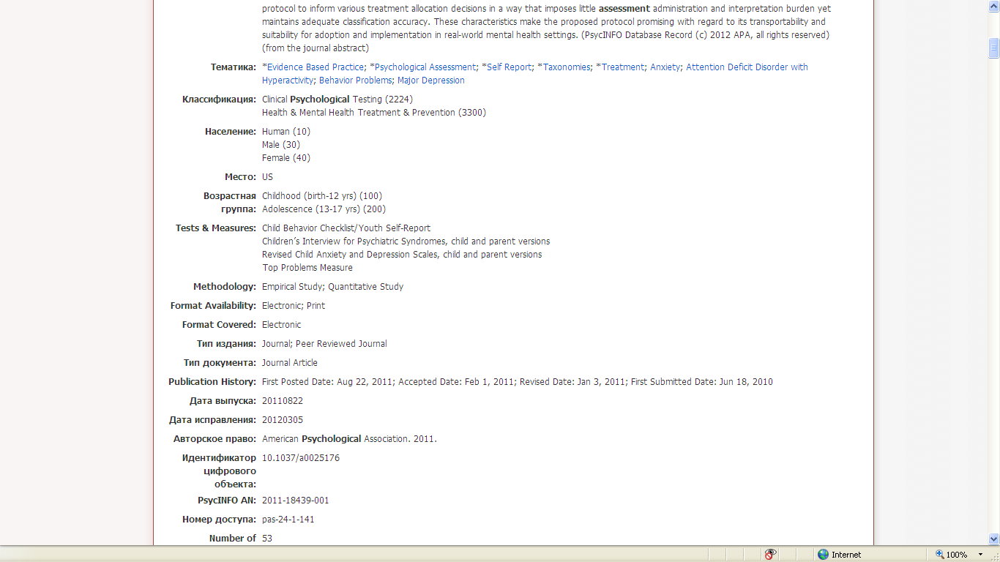 protocol to inform various treatment allocation decisions in a way that imposes little assessment administration and interpretation burden yet
maintains adequate classification accuracy. These characteristics make the proposed protocol promising with regard to its transportability and
suitability for adoption and implementation in real-world mental health settings. (PsycINFO Database Record (c) 2012 APA, all rights reserved)
(from the journal abstract)
Тематика: *Evidence Based Practice; *Psychological Assessment; *Self Report; *Taxonomies; *Treatment; Anxiety; Attention Deficit Disorder with
Hyperactivity; Behavior Problems; Major Depression
Классификация: Clinical Psychological Testing (2224)
Health & Mental Health Treatment & Prevention (3300)
Население: Human (10)
Male (30)
Female (40)
Место: US
Возрастная Childhood (birth-12 yrs) (100)
группа: Adolescence (13-17 yrs) (200)
Tests & Measures: Child Behavior Checklist/Youth Self-Report
Children’s Interview for Psychiatric Syndromes, child and parent versions
Revised Child Anxiety and Depression Scales, child and parent versions
Top Problems Measure
Methodology: Empirical Study; Quantitative Study
Format Availability: Electronic; Print
Format Covered: Electronic
Тип издания: Journal; Peer Reviewed Journal
Тип документа: Journal Article
Publication History: First Posted Date: Aug 22, 2011; Accepted Date: Feb 1, 2011; Revised Date: Jan 3, 2011; First Submitted Date: Jun 18, 2010
Дата выпуска: 20110822
Дата исправления: 20120305
Авторское право: American Psychological Association. 2011.
Идентификатор 10.1037/a0025176
цифрового
объекта:
PsycINFO AN: 2011-18439-001
Номер доступа: pas-24-1-141
Number of 53
Internet 100%